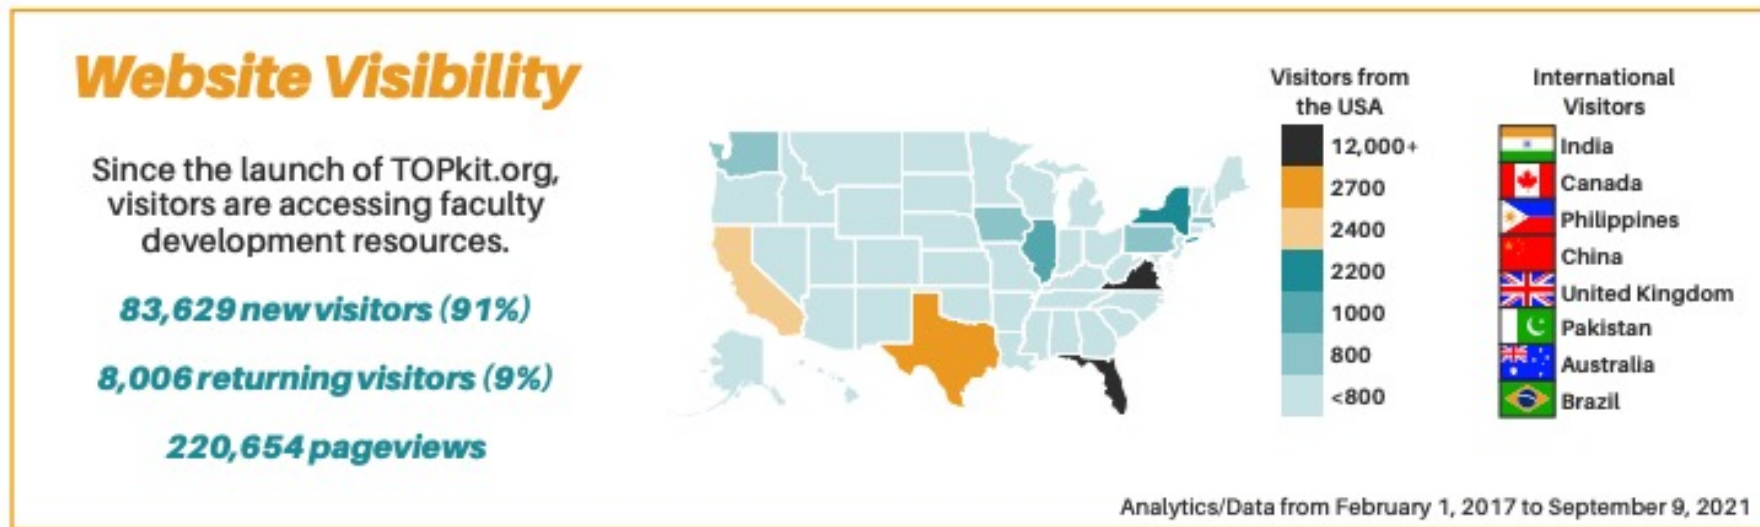 Website Visibility
Since the launch of TOPkit.org,
visitors are accessing faculty
development resources.
83,629 new visitors (91%)
8,006 returning visitors (9%)
220,654 pageviews
Visitors from
the USA
12,000+
2700
2400
2200
1000
800
<800
International
Visitors
India
Canada
Philippines
China
United Kingdom
Pakistan
Australia
Brazil
Analytics/Data from February 1, 2017 to September 9, 2021